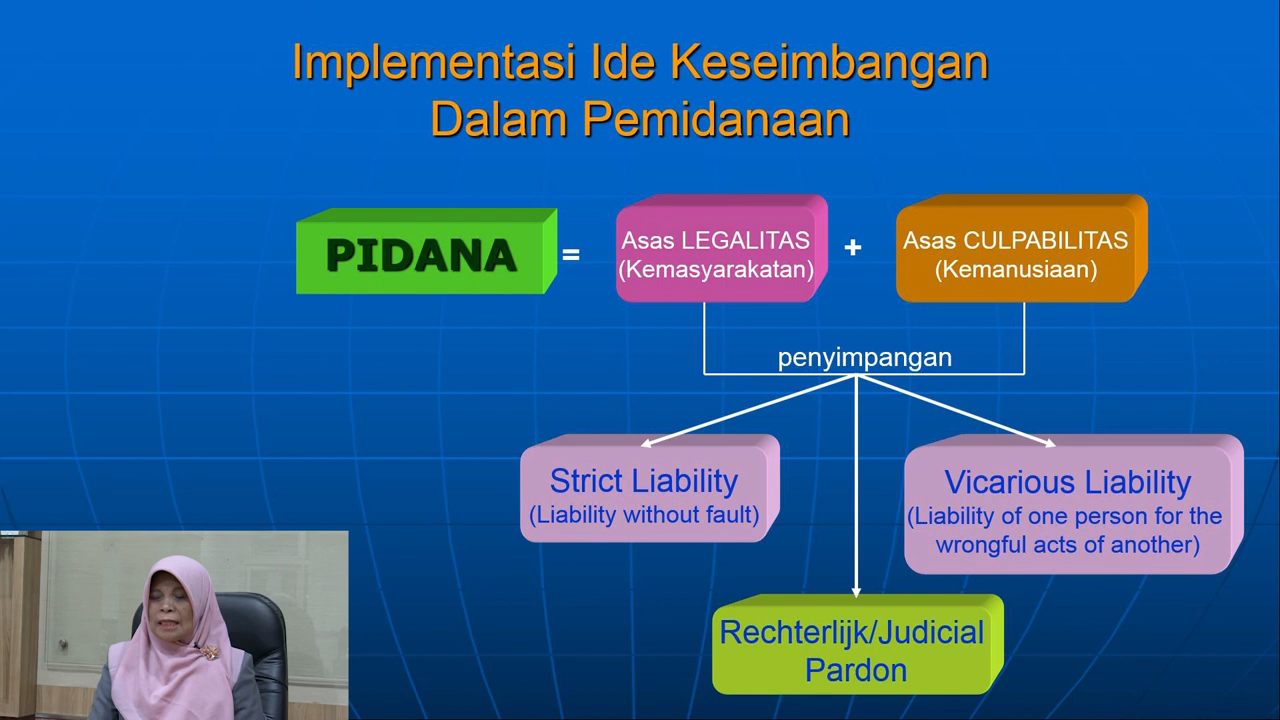 Implementasi Ide Keseimbangan
Dalam Pemidanaan
PIDANA
=
Asas LEGALITAS
(Kemasyarakatan)
+
Asas CULPABILITAS
(Kemanusiaan)
penyimpangan
Strict Liability
(Liability without fault)
Vicarious Liability
(Liability of one person for the
wrongful acts of another)
Rechterlijk/Judicial
Pardon